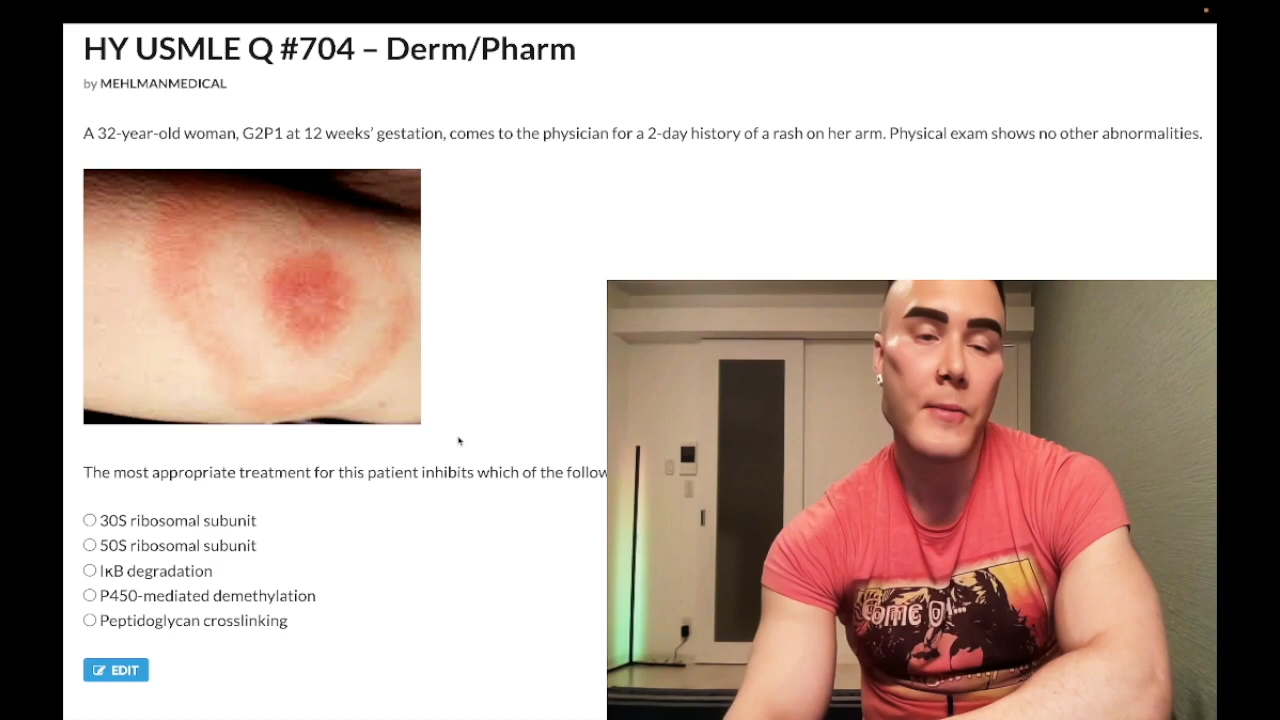 HY USMLE Q #704 – Derm/Pharm
by MEHLMANMEDICAL
A 32-year-old woman, G2P1 at 12 weeks’ gestation, comes to the physician for a 2-day history of a rash on her arm. Physical exam shows no other abnormalities.
The most appropriate treatment for this patient inhibits which of the follow
30S ribosomal subunit
50S ribosomal subunit
IκB degradation
P450-mediated demethylation
Peptidoglycan crosslinking
EDIT